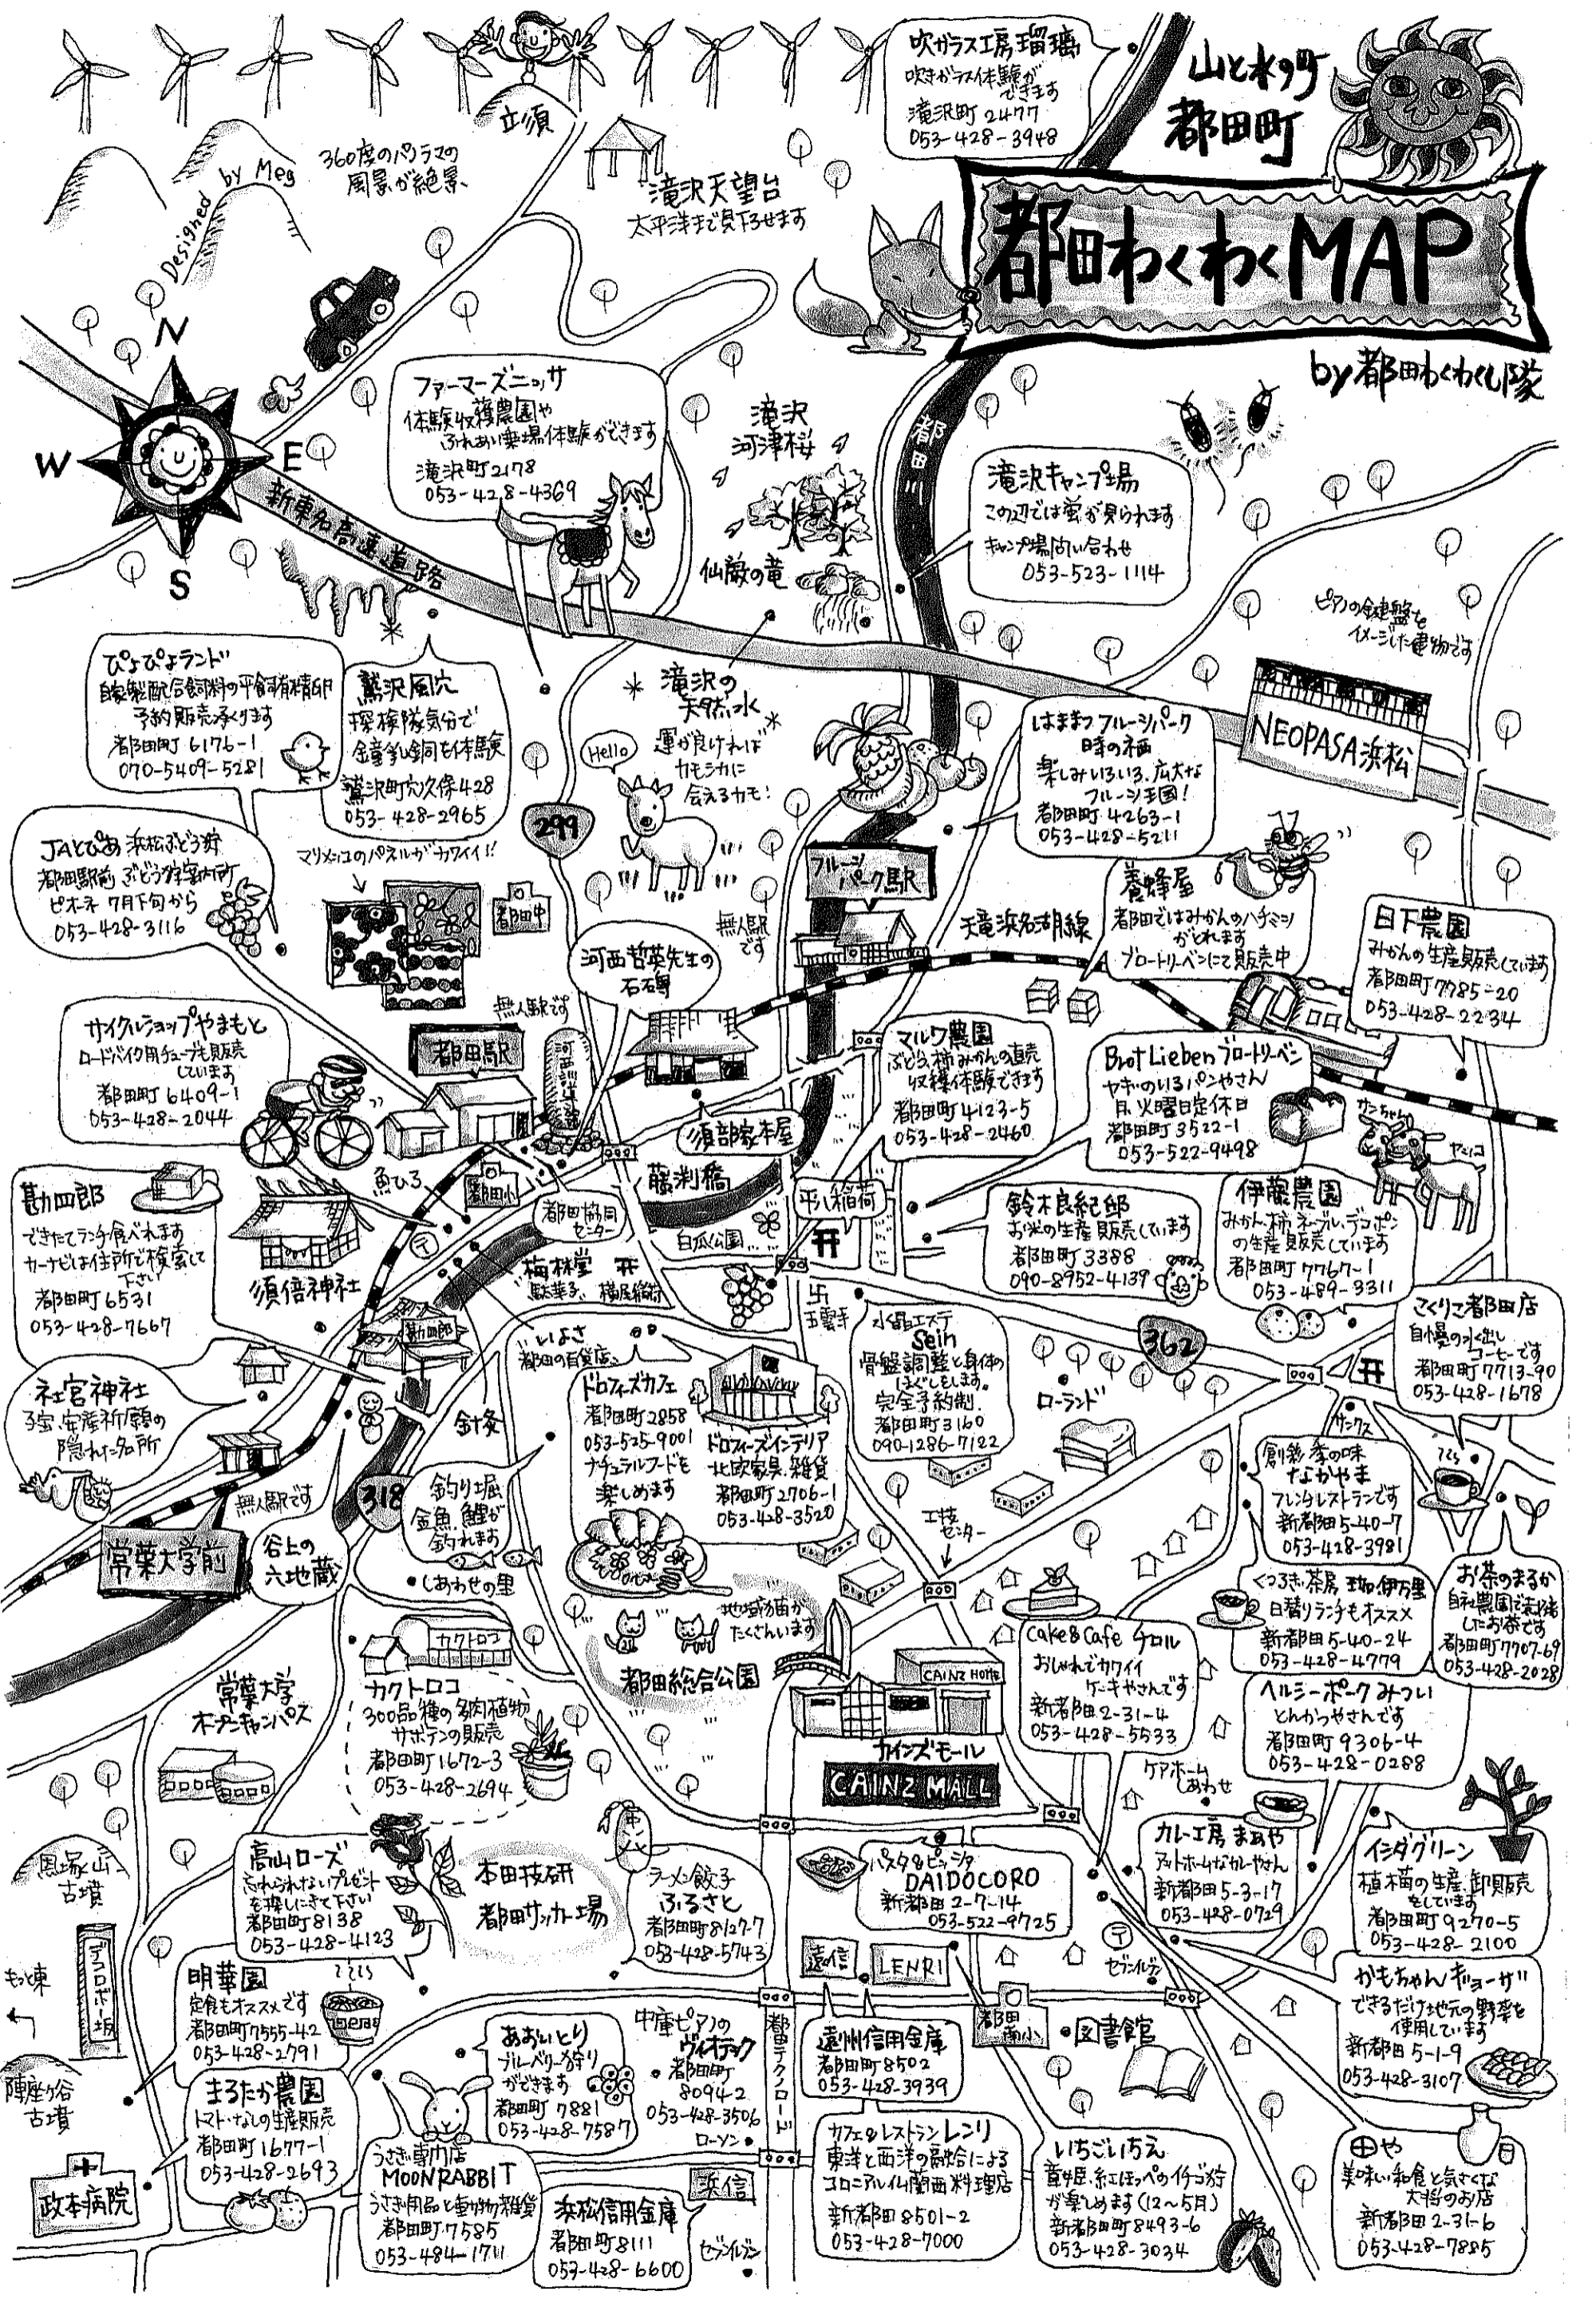 山と水の町
都田町
都田わくわくMAP
by 都田わくわくし隊
吹ガラス工房瑠璃
吹きガラス体験が
できます
滝沢町2477
053-428-3948
立須
360度のパノラマの
風景が絶景
Designed by Meg
滝沢天望台
太平洋まで見下ろせます
N
W
E
S
新東名高速道路
ファーマーズニッサ
体験収穫農園や
ふれあい乗場体験ができます
滝沢町2178
053-428-4369
滝沢
河津桜
都田川
滝沢キャンプ場
この辺では蛍が見られます
キャンプ場問い合わせ
053-523-1114
仙厳の滝
ピアノの鍵盤を
イメージした建物です
NEOPASA浜松
ぴよぴよランド
自家製配合飼料の平飼有精卵
予約販売承ります
都田町6176-1
070-5409-5281
鷲沢風穴
探検隊気分で
鍾乳洞を体験
鷲沢町穴久保428
053-428-2965
滝沢の
天然水
運が良ければ
カモシカに
会えるカモ!
Hello
299
はままつフルーツパーク
時の栖
楽しみいろいろ、広大な
フルーツ王国!
都田町4263-1
053-428-5211
JAとぴあ浜松ぶどう狩
都田駅前ぶどう狩案内所
ピオーネ 7月下旬から
053-428-3116
マリメッコのパネルがカワイイ!!
都田中
無人駅
です
フルーツ
パーク駅
天竜浜名湖線
養蜂屋
都田ではみかんのハチミツ
がとれます
ブロートリーベンにて販売中
日下農園
みかんの生産販売しています
都田町7785-20
053-428-2234
河西哲英先生の
石碑
サイクルショップやまもと
ロードバイク用チューブも販売
しています
都田町6409-1
053-428-2044
無人駅です
都田駅
須部家本屋
マルワ農園
ぶどう、柿、みかんの直売
収穫体験できます
都田町4123-5
053-428-2460
Brot Lieben ブロートリーベン
ヤギのいるパンやさん
月、火曜日定休日
都田町3522-1
053-522-9498
サンちゃん
ヤマコ
勘四郎
できたてランチ食べれます
カーナビは住所で検索して
下さい
都田町6531
053-428-7667
須倍神社
魚ひろ
都田小
都田協同
センター
藤渕橋
白瓜公園
平八稲荷
鈴木良紀邸
お米の生産販売しています
都田町3388
090-8952-4139
伊藤農園
みかん、柿、ネーブル、デコポン
の生産販売しています
都田町7767-1
053-489-3311
梅林堂
駄菓子
横尾稲荷
勘四郎
いよさ
都田の百貨店
五雲寺
水晶エステ
Sein
骨盤調整と身体の
ほぐしをします。
完全予約制
都田町3160
090-1286-7122
362
ローランド
こくりこ都田店
自慢の水出し
コーヒーです
都田町7713-90
053-428-1678
サンクス
社宮神社
子宝、安産祈願の
隠れた名所
針灸
ドロフィーズカフェ
都田町2858
053-525-9001
ナチュラルフードを
楽しめます
ドロフィーズインテリア
北欧家具、雑貨
都田町2706-1
053-428-3520
無人駅です
常葉大学前
318
谷上の
六地蔵
釣り堀
金魚、鯉が
釣れます
しあわせの里
工技
センター
創彩・季の味
なかやま
フレンチレストランです
新都田5-40-7
053-428-3981
くつろぎ茶房 珈伊万里
日替りランチもオススメ
新都田5-40-24
053-428-4779
お茶のまるか
自社農園で栽培
したお茶です
都田町7707-69
053-428-2028
地域猫が
たくさんいます
都田総合公園
カクトロコ
カクトロコ
300品種の多肉植物
サボテンの販売
都田町1672-3
053-428-2694
常葉大学
オープンキャンパス
CAINZ HOME
カインズモール
CAINZ MALL
Cake&Cafe チロル
おしゃれでカワイイ
ケーキやさんです
新都田2-31-4
053-428-5533
ヘルシーポークみつい
とんかつやさんです
都田町9306-4
053-428-0288
ケアホーム
あわせ
高山ローズ
忘れられないプレゼント
を探しにきて下さい
都田町8138
053-428-4123
本田技研
都田サッカー場
ラーメン餃子
ふるさと
都田町8127-7
053-428-5743
パスタ&ピッツァ
DAIDOCORO
新都田2-7-14
053-522-9725
カレー工房まぁや
アットホームなカレーやさん
新都田5-3-17
053-428-0729
イシダグリーン
植苗の生産、卸販売
をしています
都田町9270-5
053-428-2100
見塚山
古墳
テクロロボー坂
もっと東
陣座ヶ谷
古墳
明華園
定食もオススメです
都田町7555-42
053-428-2791
遠信
LENRI
セブンイレブン
かもちゃんギョーザ
できるだけ地元の野菜を
使用しています
新都田5-1-9
053-428-3107
まるたか農園
トマト・なしの生産販売
都田町1677-1
053-428-2693
あおいとり
ブルーベリー狩り
ができます
都田町7881
053-428-7587
中庫ピアノの
ヴィオテック
都田町
8094-2
053-428-3506
ローソン
都田テクノロード
遠州信用金庫
都田町8502
053-428-3939
都田
南小
図書館
政本病院
うさぎ専門店
MOONRABBIT
うさぎ用品と動物雑貨
都田町7585
053-484-1711
浜松信用金庫
都田町8111
053-428-6600
浜信
セブンイレブン
カフェ&レストランレンリ
東洋と西洋の融合による
コロニアル仏蘭西料理店
新都田8501-2
053-428-7000
いちごいちえ
章姫・紅ほっぺのイチゴ狩
が楽しめます(12〜5月)
新都田町8493-6
053-428-3034
田や
美味しい和食と気さくな
大将のお店
新都田2-31-6
053-428-7885